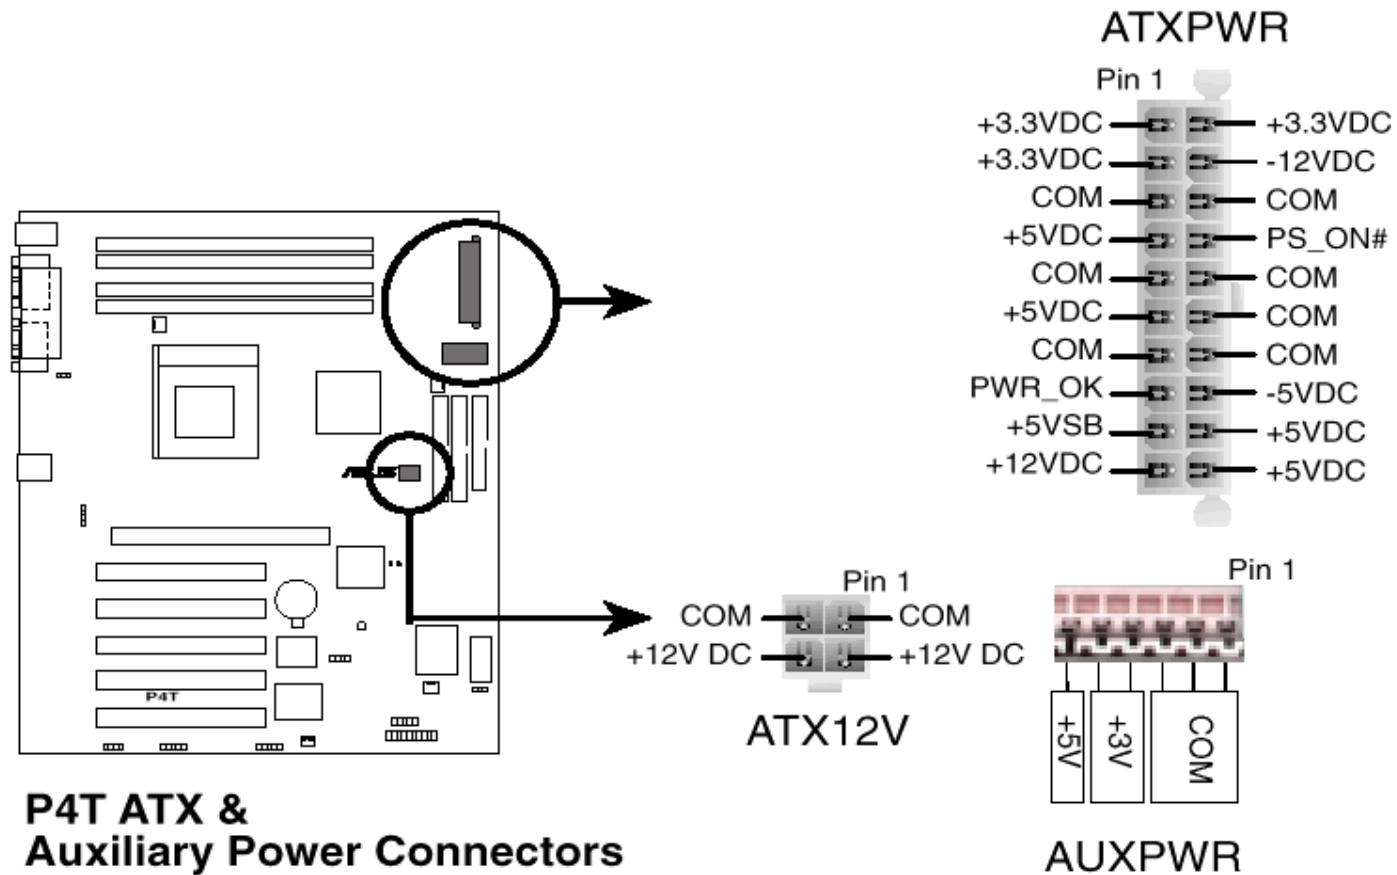 ATXPWR
Pin 1
+3.3VDC +3.3VDC
+3.3VDC -12VDC
COM COM
+5VDC PS_ON#
COM COM
+5VDC COM
COM COM
PWR_OK -5VDC
+5VSB +5VDC
+12VDC +5VDC
P4T
Pin 1
COM COM
+12V DC +12V DC
ATX12V
Pin 1
+5V +3V COM
AUXPWR
P4T ATX &
Auxiliary Power Connectors